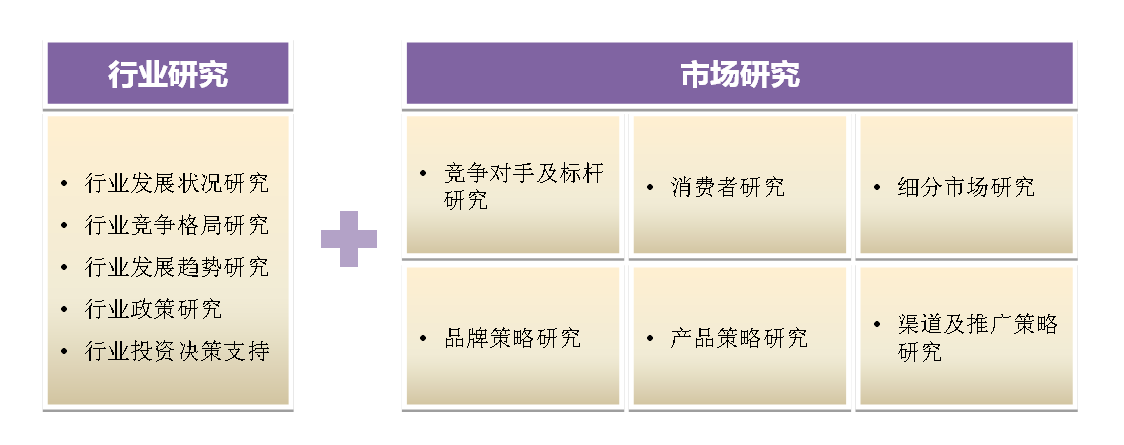 行业研究
• 行业发展状况研究
• 行业竞争格局研究
• 行业发展趋势研究
• 行业政策研究
• 行业投资决策支持
市场研究
• 竞争对手及标杆
研究
• 消费者研究
• 细分市场研究
• 品牌策略研究
• 产品策略研究
• 渠道及推广策略
研究